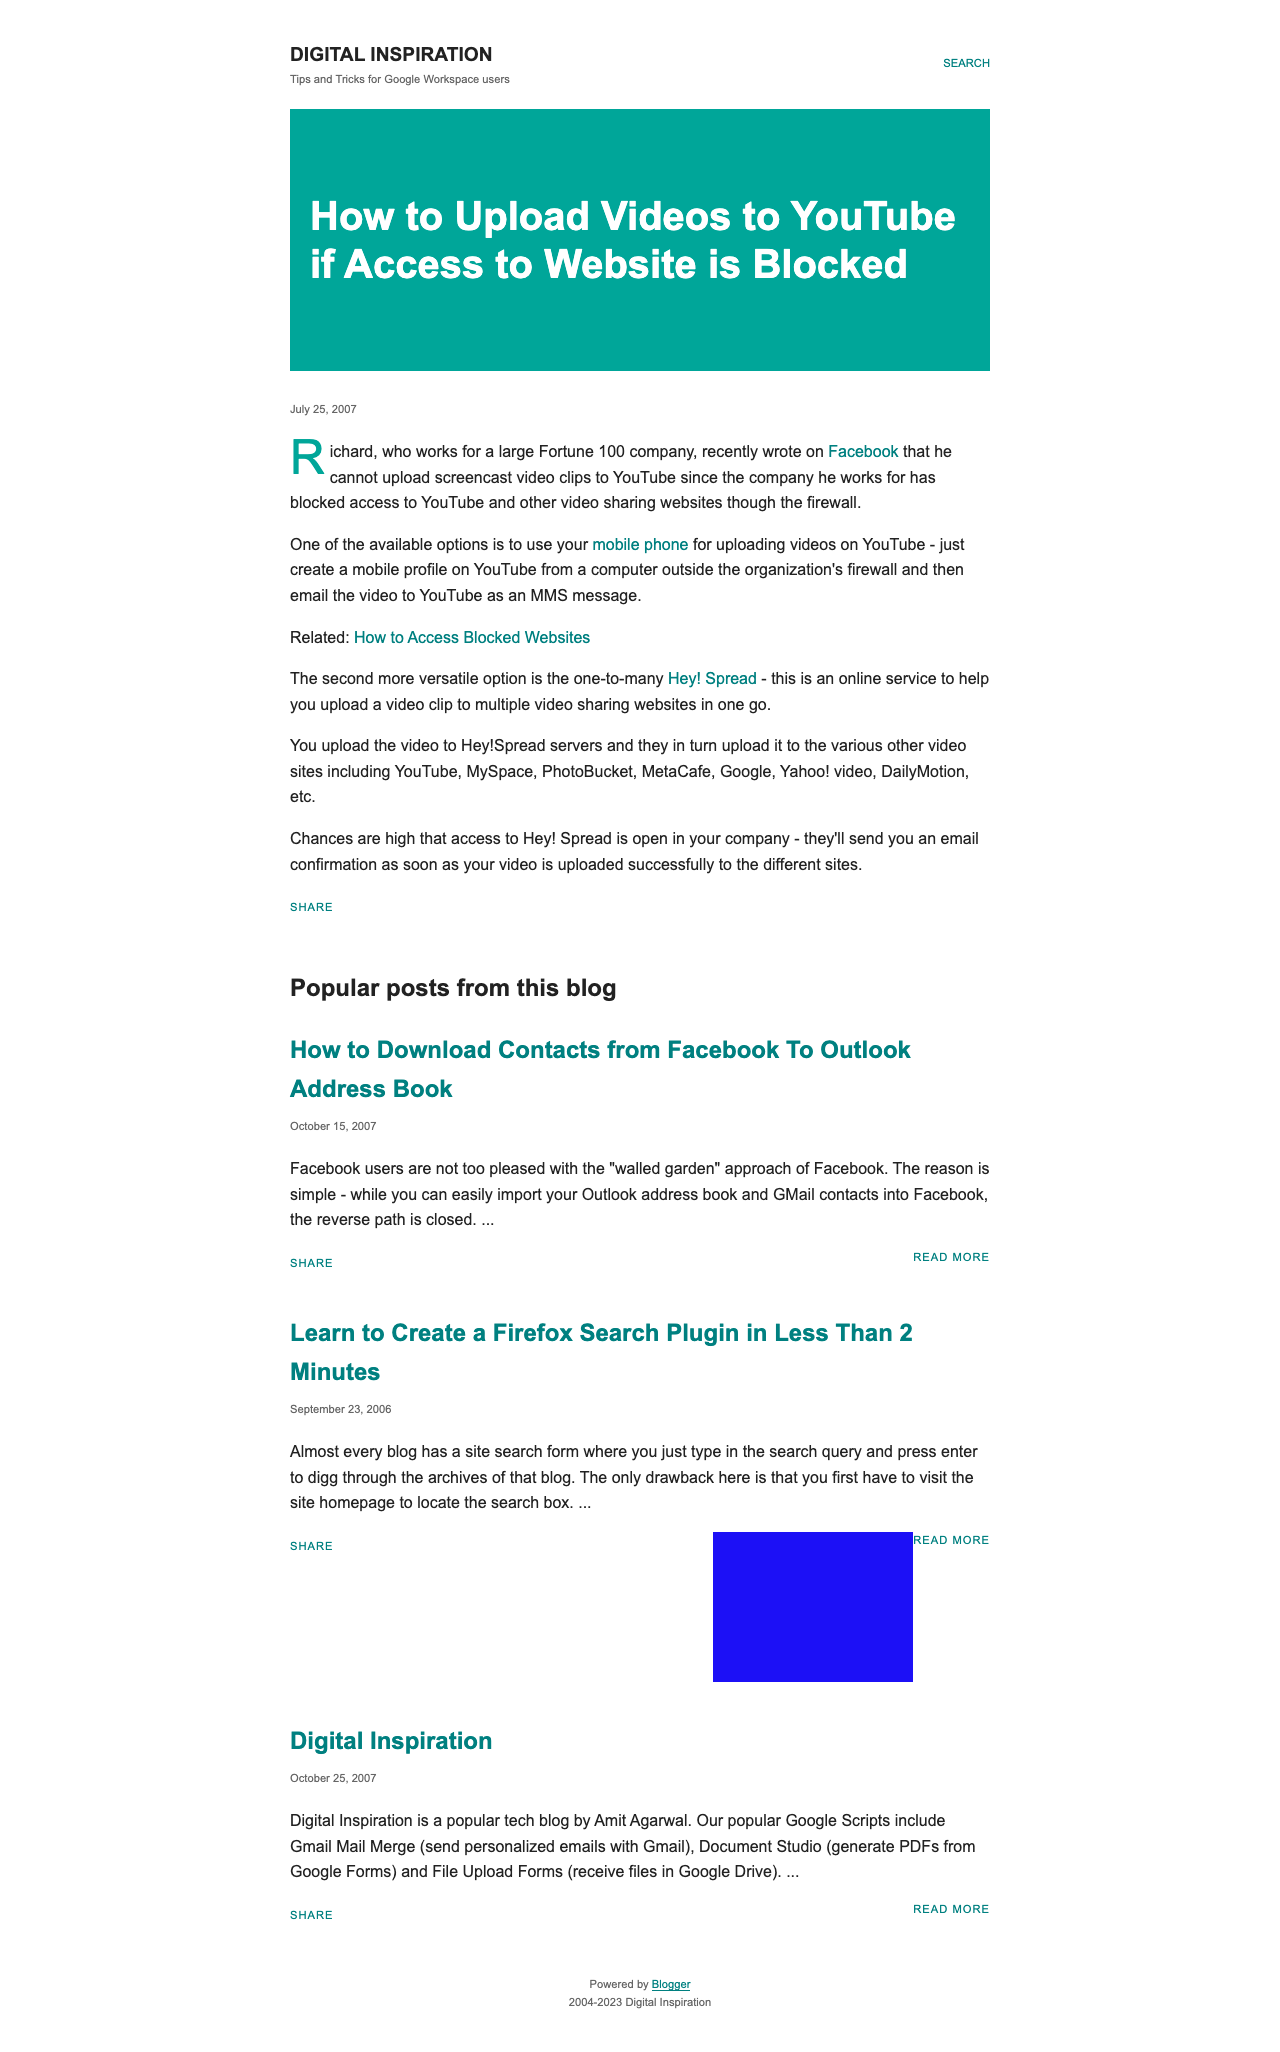 DIGITAL INSPIRATION
Tips and Tricks for Google Workspace users
SEARCH
How to Upload Videos to YouTube
if Access to Website is Blocked
July 25, 2007
Richard, who works for a large Fortune 100 company, recently wrote on Facebook that he
cannot upload screencast video clips to YouTube since the company he works for has
blocked access to YouTube and other video sharing websites though the firewall.
One of the available options is to use your mobile phone for uploading videos on YouTube - just
create a mobile profile on YouTube from a computer outside the organization's firewall and then
email the video to YouTube as an MMS message.
Related: How to Access Blocked Websites
The second more versatile option is the one-to-many Hey! Spread - this is an online service to help
you upload a video clip to multiple video sharing websites in one go.
You upload the video to Hey!Spread servers and they in turn upload it to the various other video
sites including YouTube, MySpace, PhotoBucket, MetaCafe, Google, Yahoo! video, DailyMotion,
etc.
Chances are high that access to Hey! Spread is open in your company - they'll send you an email
confirmation as soon as your video is uploaded successfully to the different sites.
SHARE
Popular posts from this blog
How to Download Contacts from Facebook To Outlook
Address Book
October 15, 2007
Facebook users are not too pleased with the "walled garden" approach of Facebook. The reason is
simple - while you can easily import your Outlook address book and GMail contacts into Facebook,
the reverse path is closed. ...
SHARE
READ MORE
Learn to Create a Firefox Search Plugin in Less Than 2
Minutes
September 23, 2006
Almost every blog has a site search form where you just type in the search query and press enter
to digg through the archives of that blog. The only drawback here is that you first have to visit the
site homepage to locate the search box. ...
SHARE
READ MORE
Digital Inspiration
October 25, 2007
Digital Inspiration is a popular tech blog by Amit Agarwal. Our popular Google Scripts include
Gmail Mail Merge (send personalized emails with Gmail), Document Studio (generate PDFs from
Google Forms) and File Upload Forms (receive files in Google Drive). ...
SHARE
READ MORE
Powered by Blogger
2004-2023 Digital Inspiration